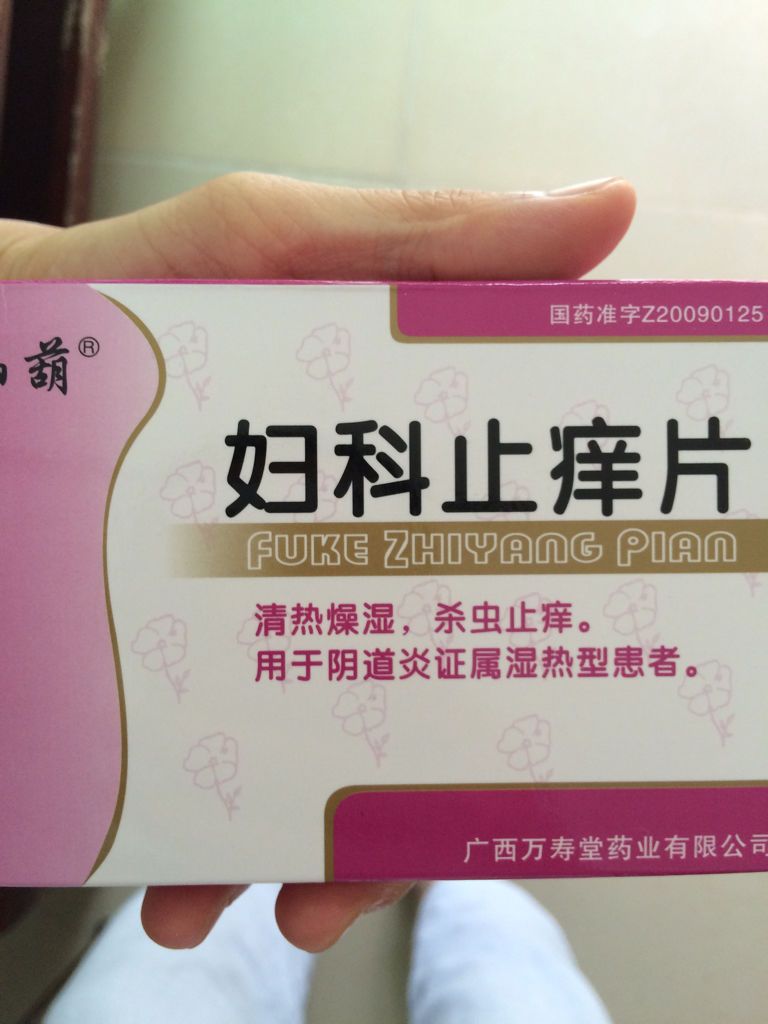 国药准字Z20090125
葫®
妇科止痒片
FUKE ZHIYANG PIAN
清热燥湿，杀虫止痒。
用于阴道炎证属湿热型患者。
广西万寿堂药业有限公司